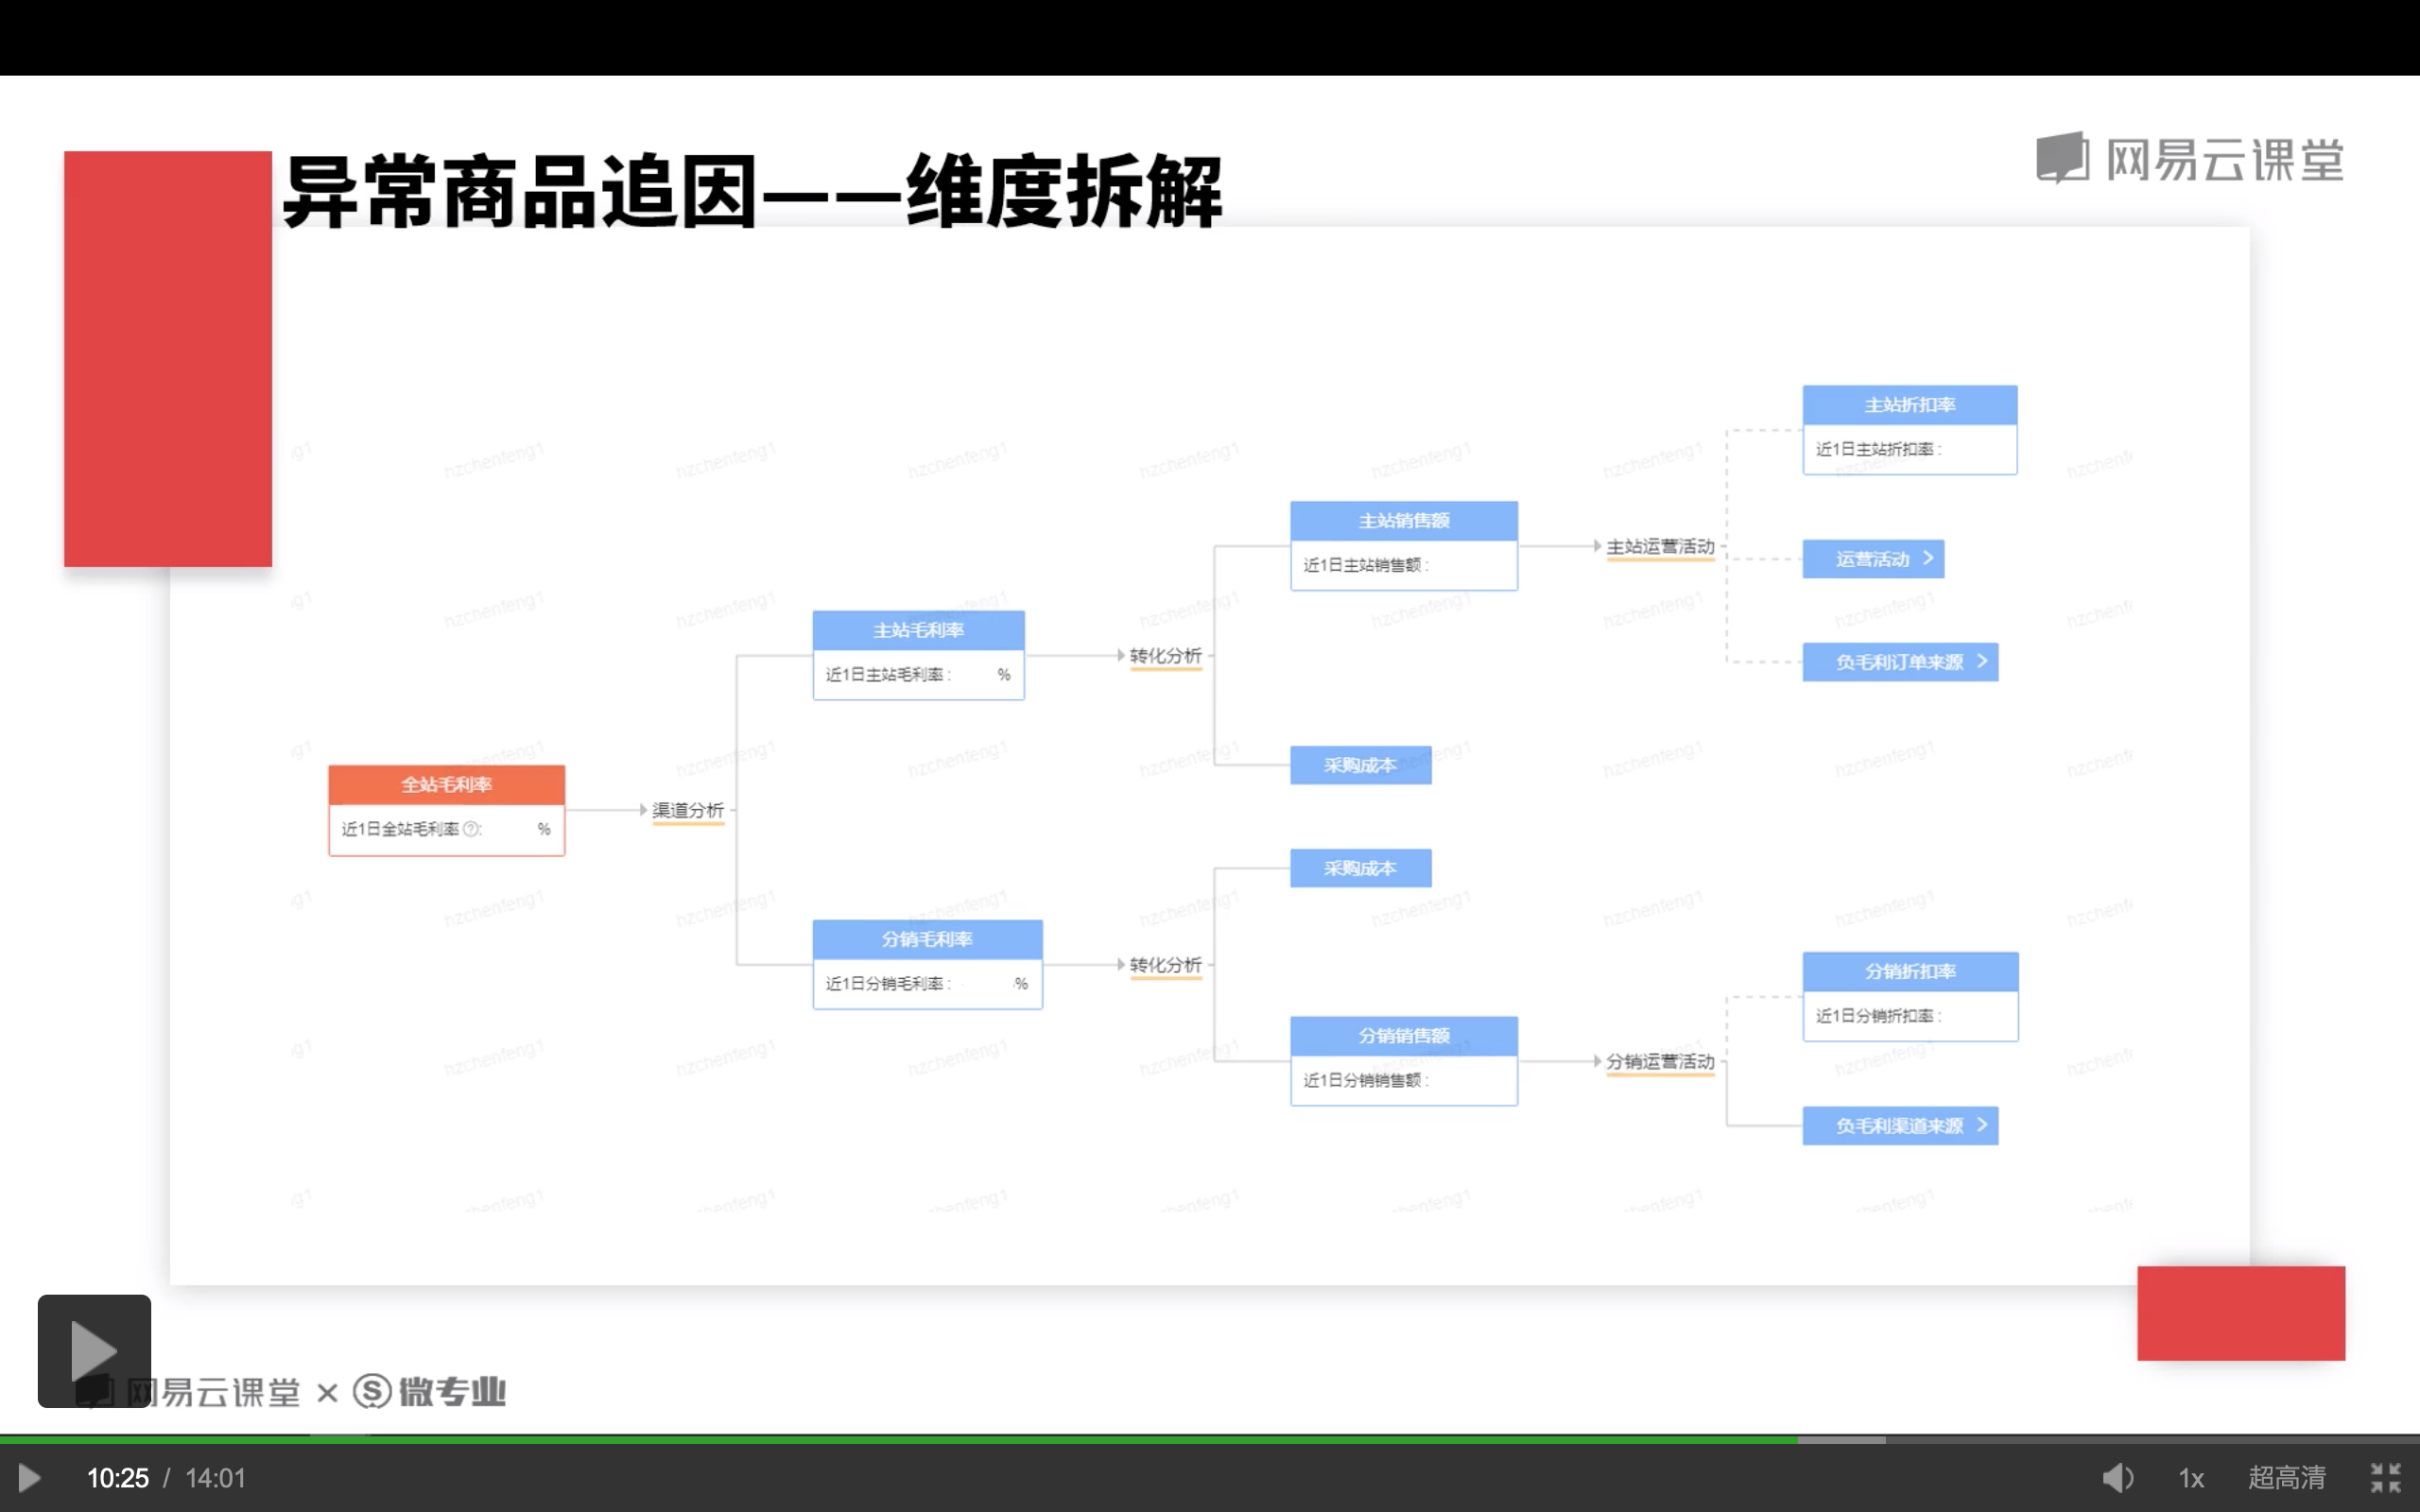 异常商品追因——维度拆解
网易云课堂
主站折扣率
近1日主站折扣率：
主站销售额
近1日主站销售额：
主站运营活动
运营活动
主站毛利率
近1日主站毛利率： %
转化分析
负毛利订单来源
采购成本
全站毛利率
近1日全站毛利率?: %
渠道分析
采购成本
分销毛利率
近1日分销毛利率： %
转化分析
分销折扣率
近1日分销折扣率：
分销销售额
近1日分销销售额：
分销运营活动
负毛利渠道来源
hzchenfeng1
网易云课堂 × 微专业
10:25 / 14:01
1x
超高清